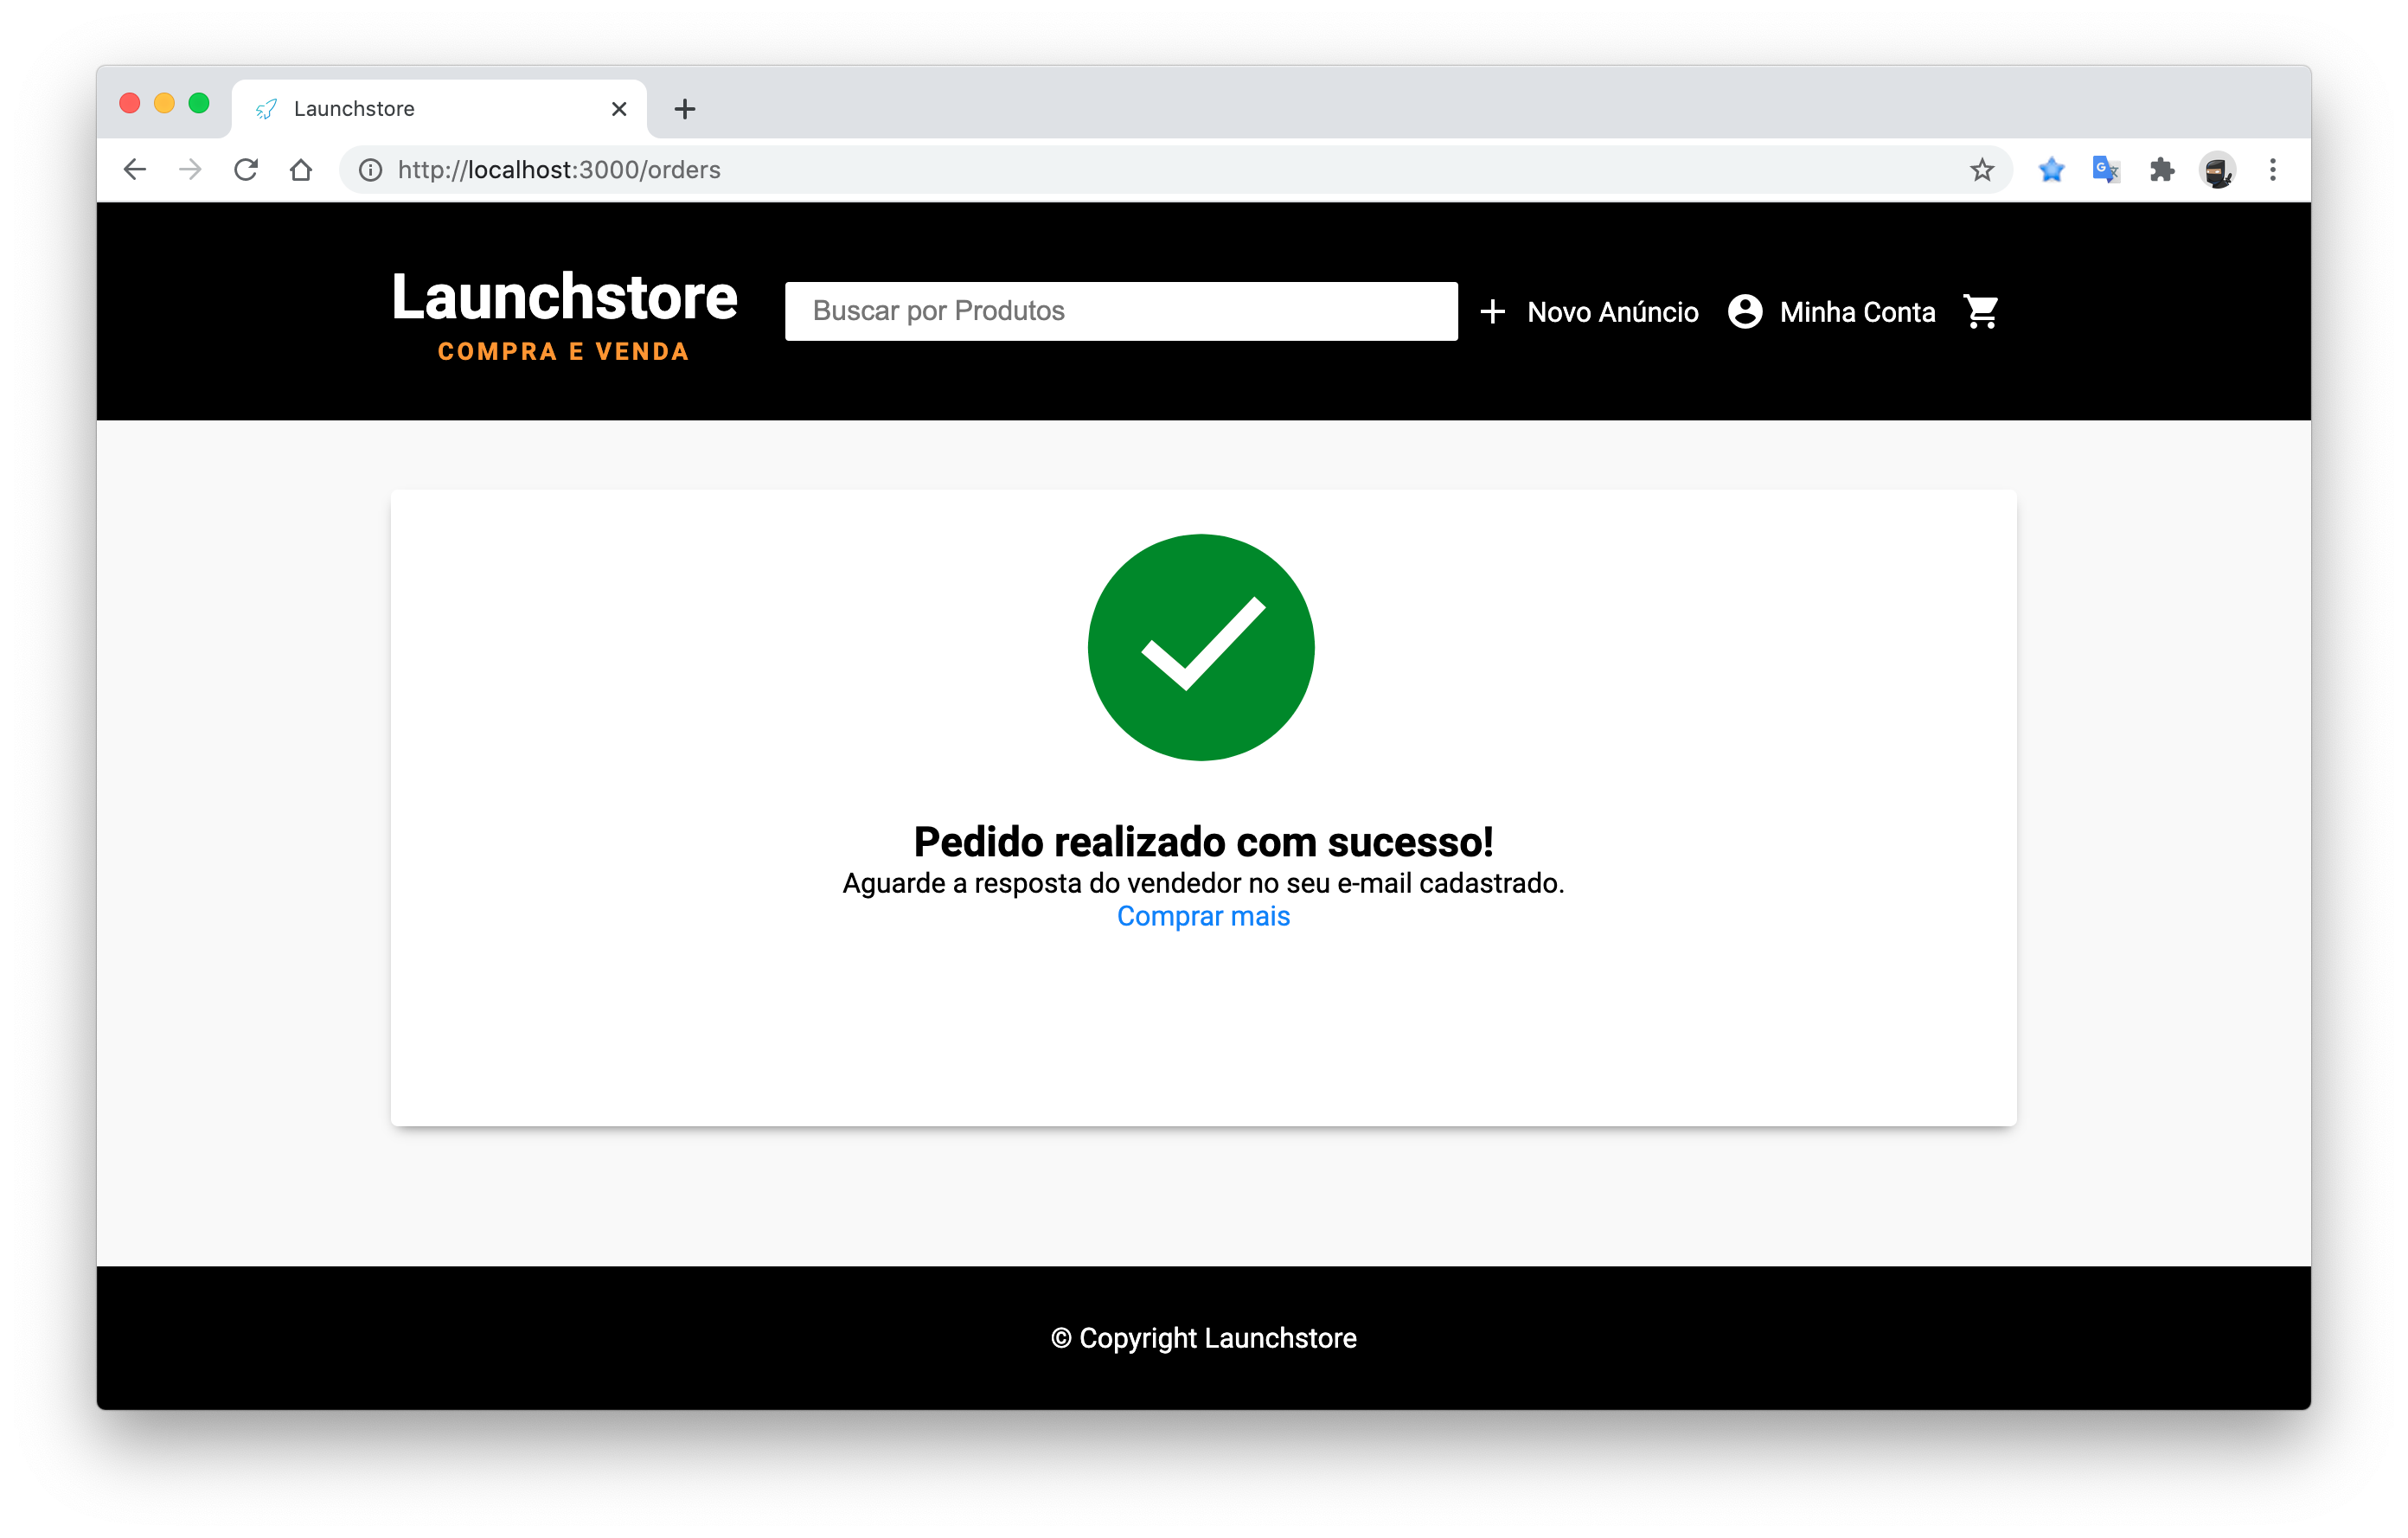 Launchstore
http://localhost:3000/orders
Launchstore
COMPRA E VENDA
Buscar por Produtos
Novo Anúncio
Minha Conta
Pedido realizado com sucesso!
Aguarde a resposta do vendedor no seu e-mail cadastrado.
Comprar mais
© Copyright Launchstore